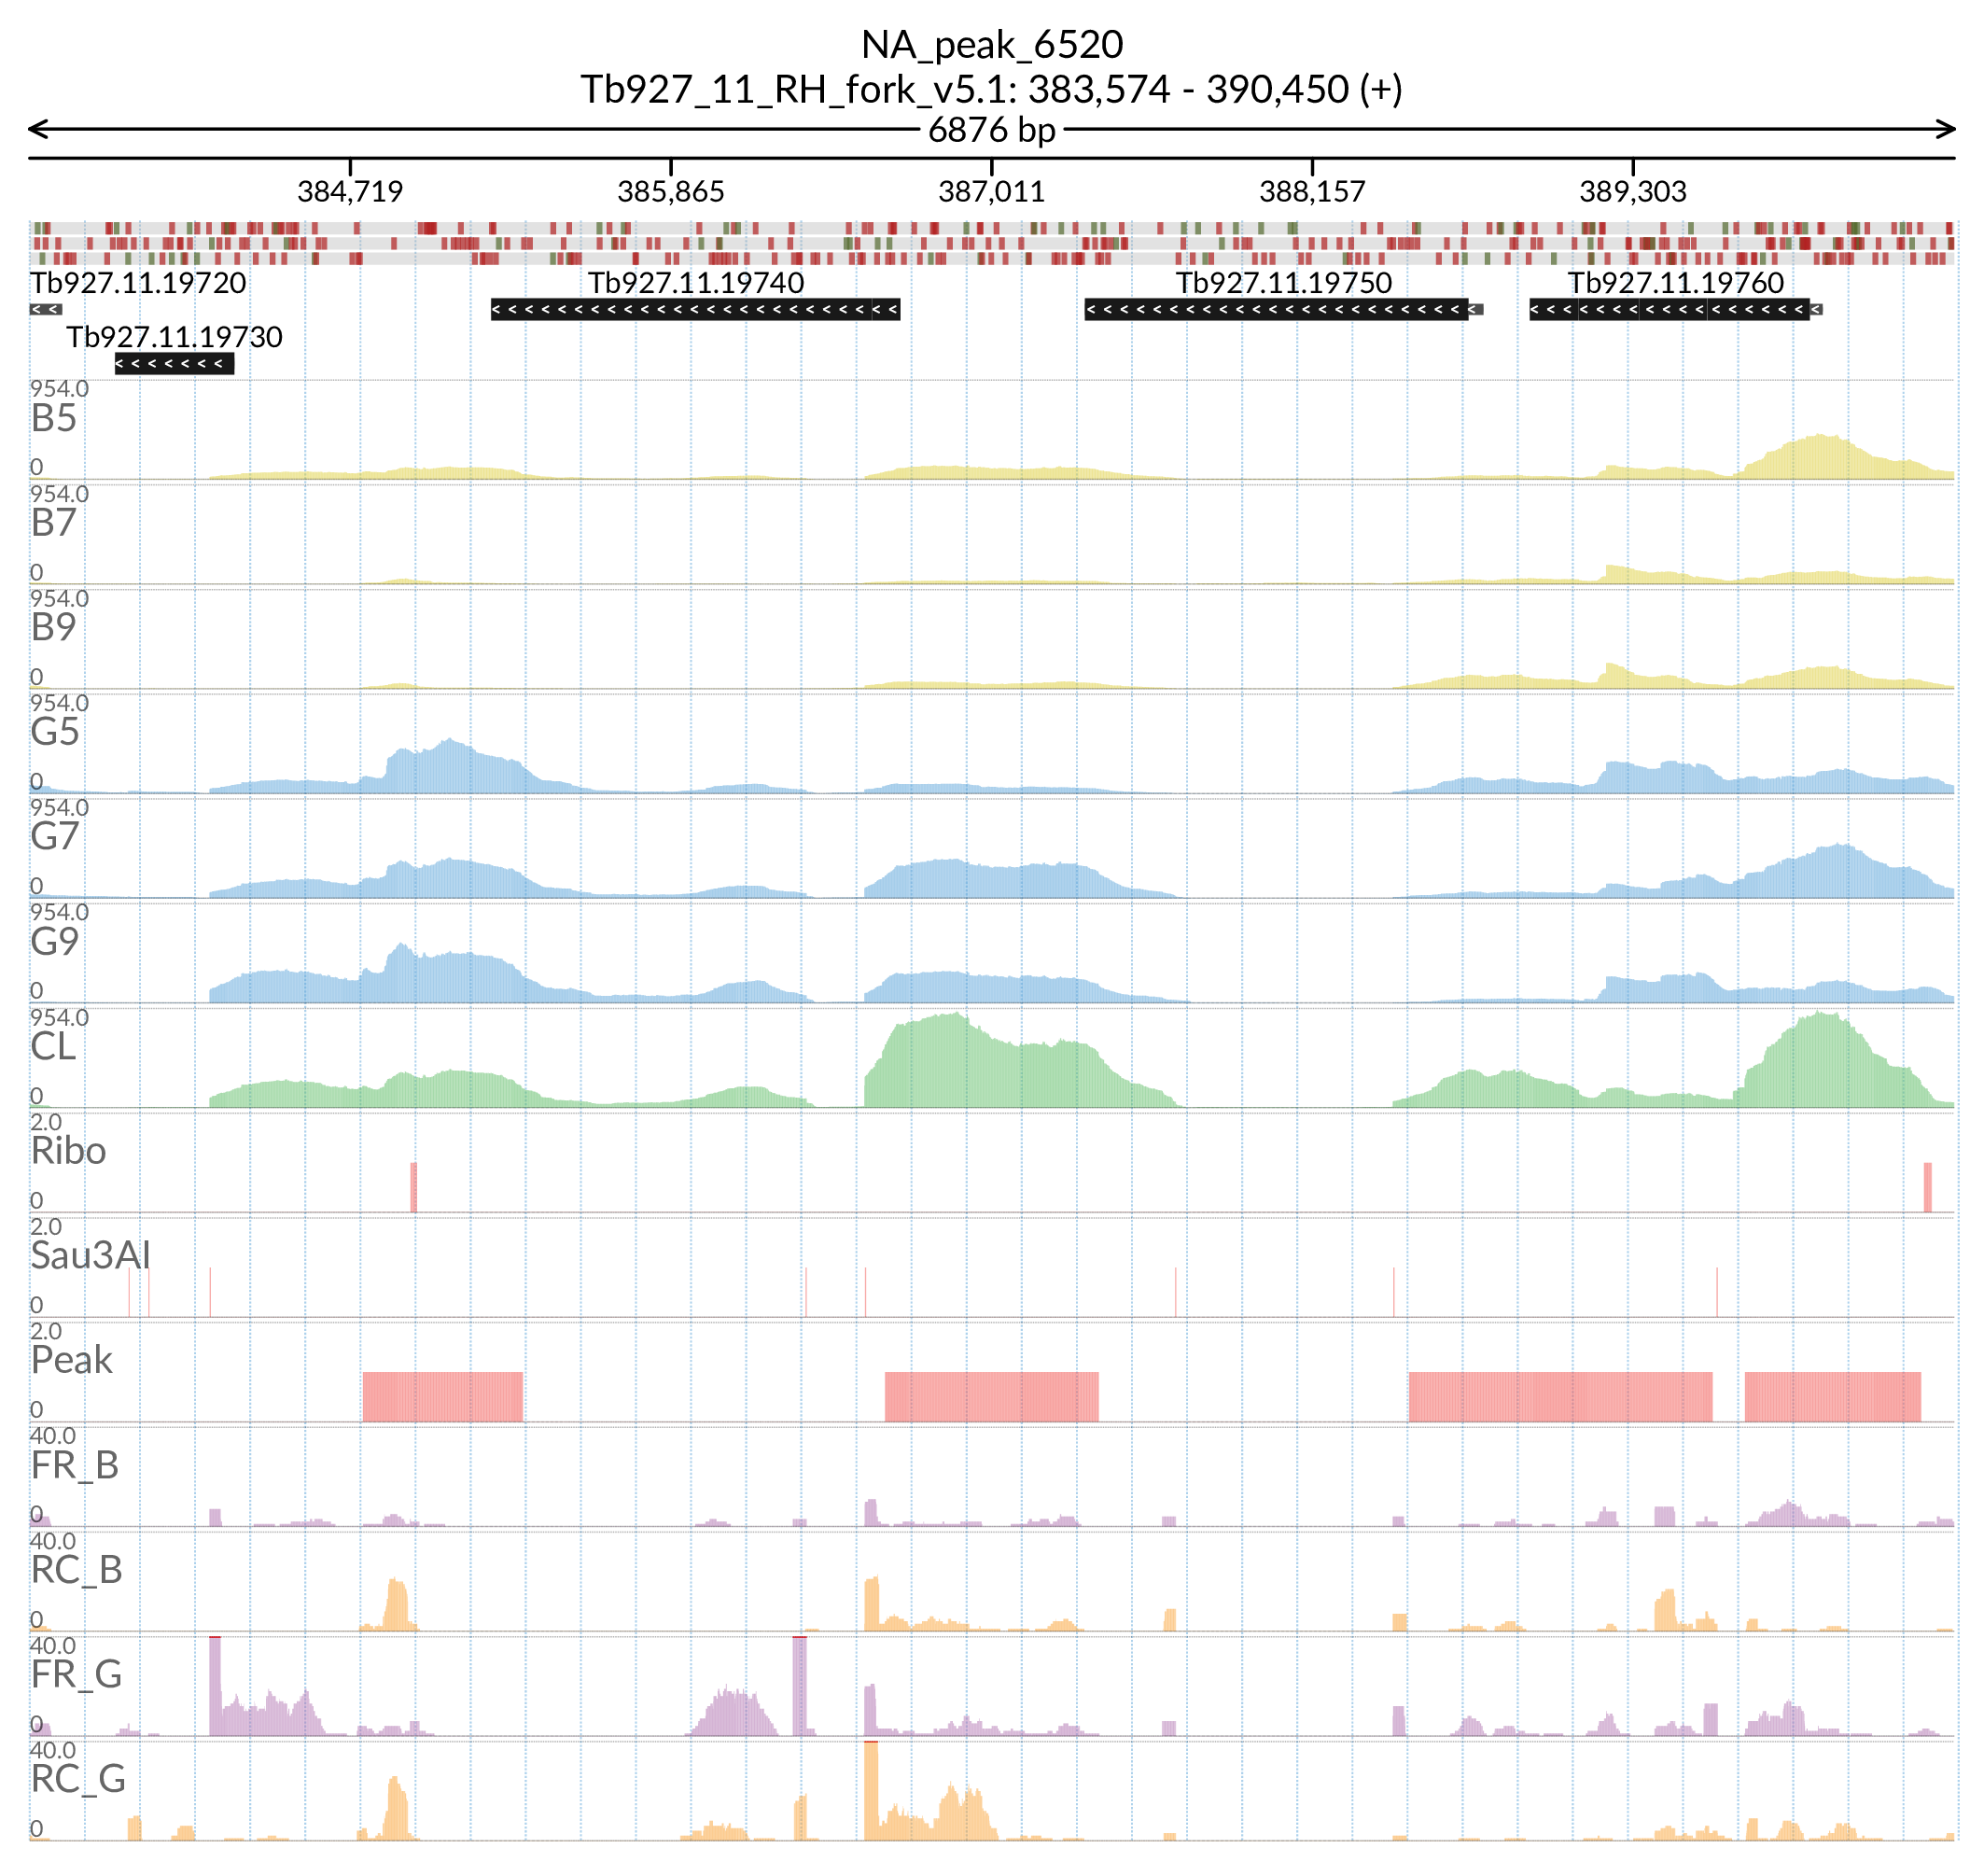 NA_peak_6520
Tb927_11_RH_fork_v5.1: 383,574 - 390,450 (+)
6876 bp
384,719 385,865 387,011 388,157 389,303
Tb927.11.19720 Tb927.11.19740 Tb927.11.19750 Tb927.11.19760
Tb927.11.19730
954.0
B5
0
954.0
B7
0
954.0
B9
0
954.0
G5
0
954.0
G7
0
954.0
G9
0
954.0
CL
0
2.0
Ribo
0
2.0
Sau3AI
0
2.0
Peak
0
40.0
FR_B
0
40.0
RC_B
0
40.0
FR_G
0
40.0
RC_G
0